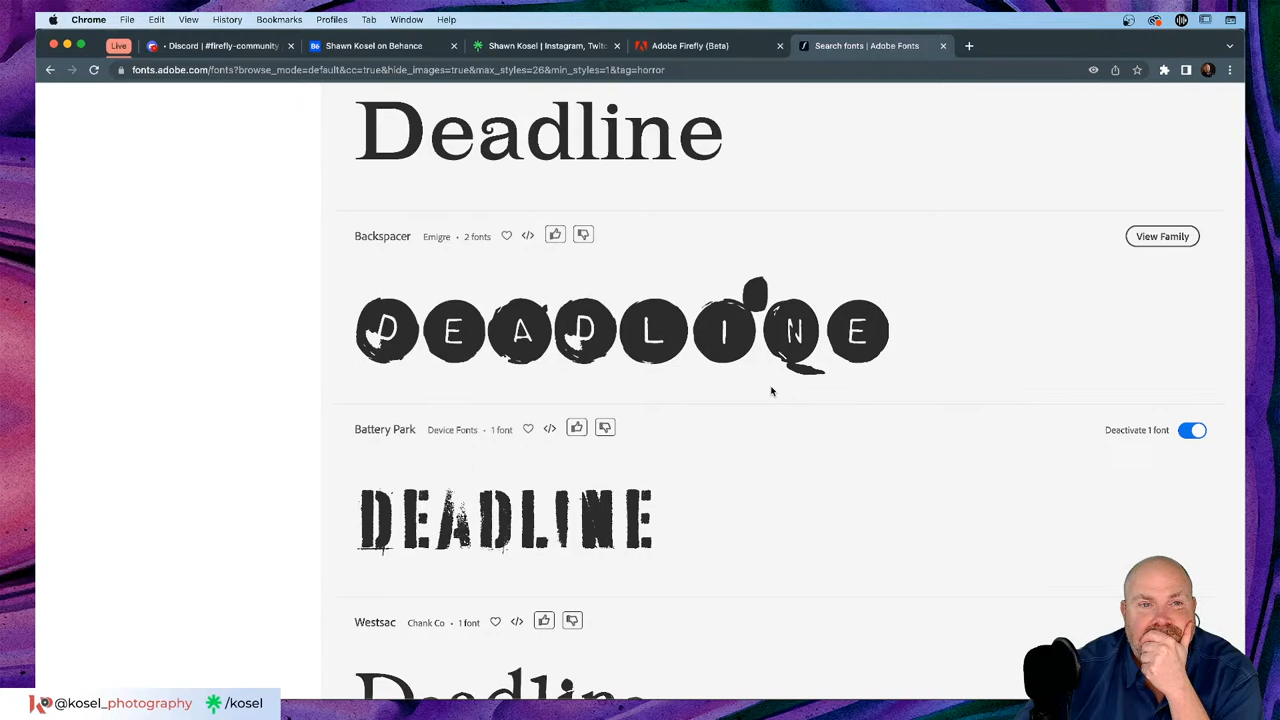 Chrome File Edit View History Bookmarks Profiles Tab Window Help
Live Discord | #firefly-community Shawn Kosel on Behance Shawn Kosel | Instagram, Twitc Adobe Firefly (Beta) Search fonts | Adobe Fonts
fonts.adobe.com/fonts?browse_mode=default&cc=true&hide_images=true&max_styles=26&min_styles=1&tag=horror
Deadline
Backspacer Emigre • 2 fonts View Family
DEADLINE
Battery Park Device Fonts • 1 font Deactivate 1 font
DEADLINE
Westsac Chank Co • 1 font
Deadline
@kosel_photography /kosel